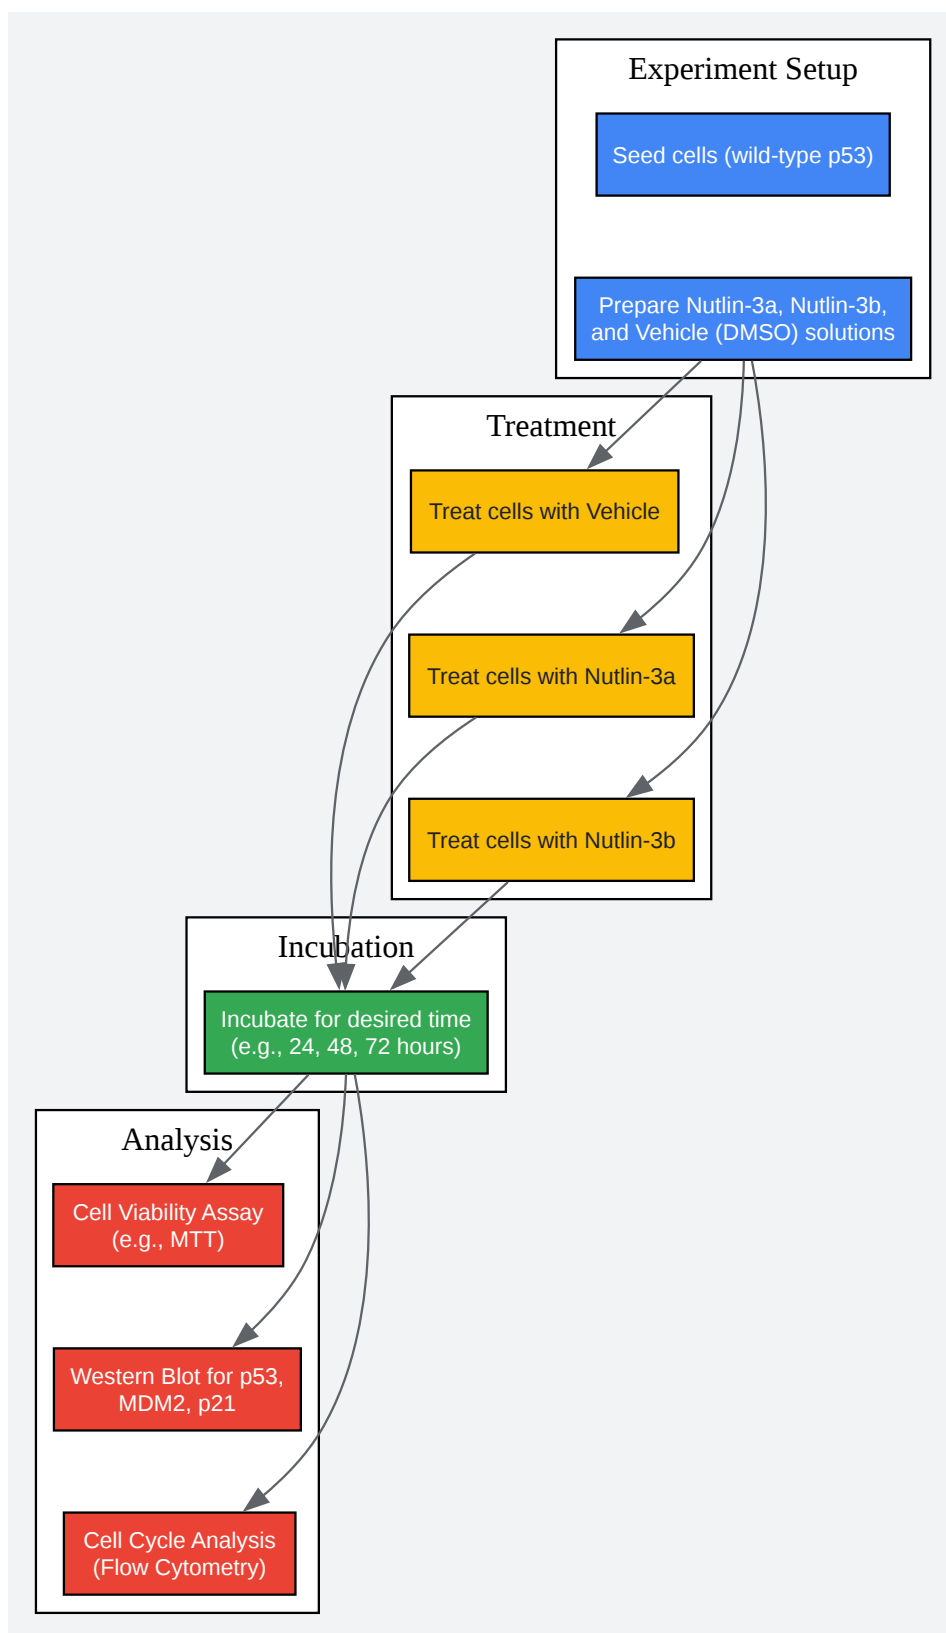 Experiment Setup
Seed cells (wild-type p53)
Prepare Nutlin-3a, Nutlin-3b,
and Vehicle (DMSO) solutions
Treatment
Treat cells with Vehicle
Treat cells with Nutlin-3a
Treat cells with Nutlin-3b
Incubation
Incubate for desired time
(e.g., 24, 48, 72 hours)
Analysis
Cell Viability Assay
(e.g., MTT)
Western Blot for p53,
MDM2, p21
Cell Cycle Analysis
(Flow Cytometry)